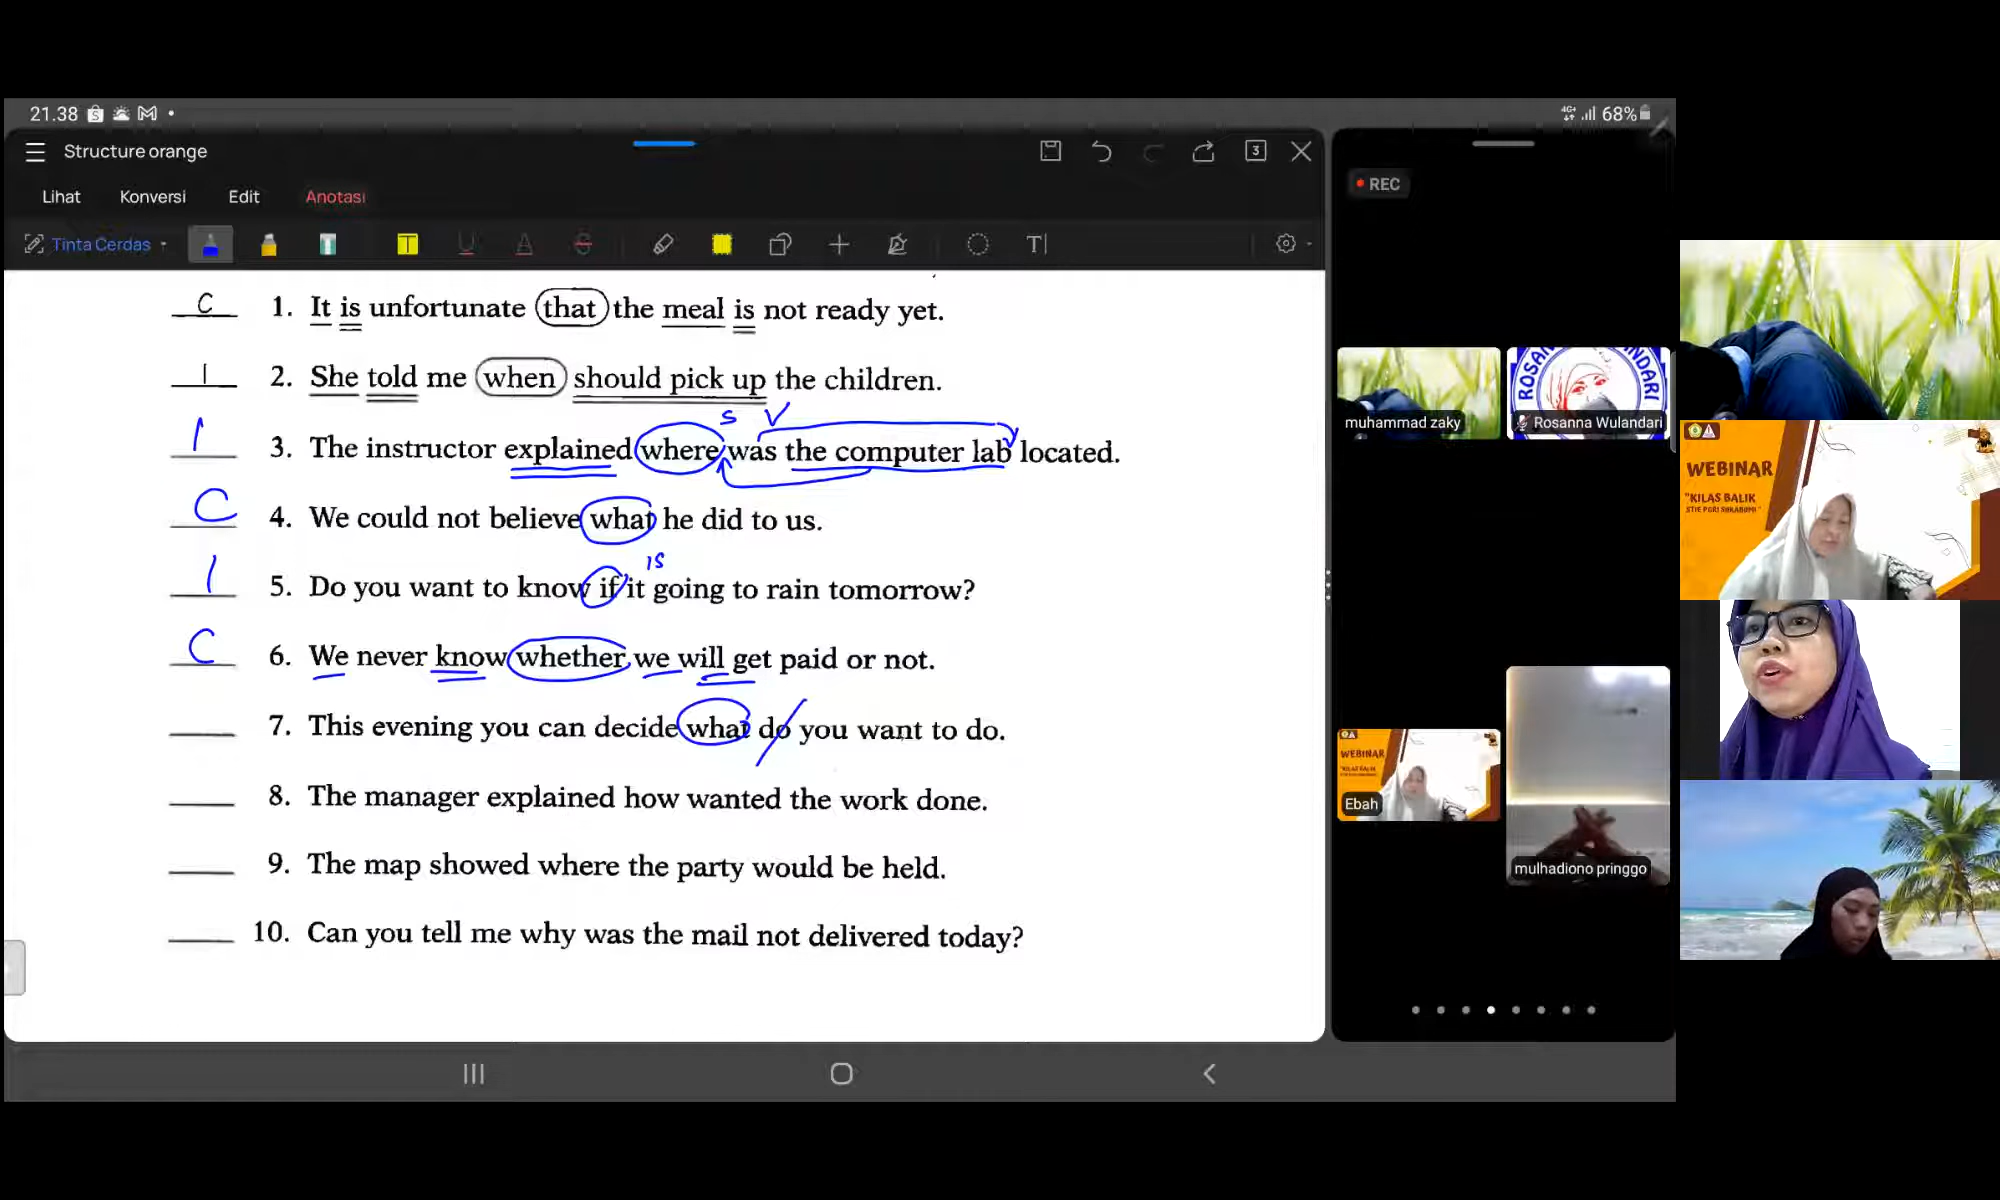 21.38
68%
Structure orange
3
Lihat Konversi Edit Anotasi
Tinta Cerdas
REC
C 1. It is unfortunate that the meal is not ready yet.
I 2. She told me when should pick up the children.
S V
I 3. The instructor explained where was the computer lab located.
C 4. We could not believe what he did to us.
is
I 5. Do you want to know if it going to rain tomorrow?
C 6. We never know whether we will get paid or not.
7. This evening you can decide what do you want to do.
8. The manager explained how wanted the work done.
9. The map showed where the party would be held.
10. Can you tell me why was the mail not delivered today?
muhammad zaky
Rosanna Wulandari
WEBINAR
Ebah
mulhadiono pringgo
WEBINAR
"KILAS BALIK
STIE PGRI SUKABUMI"